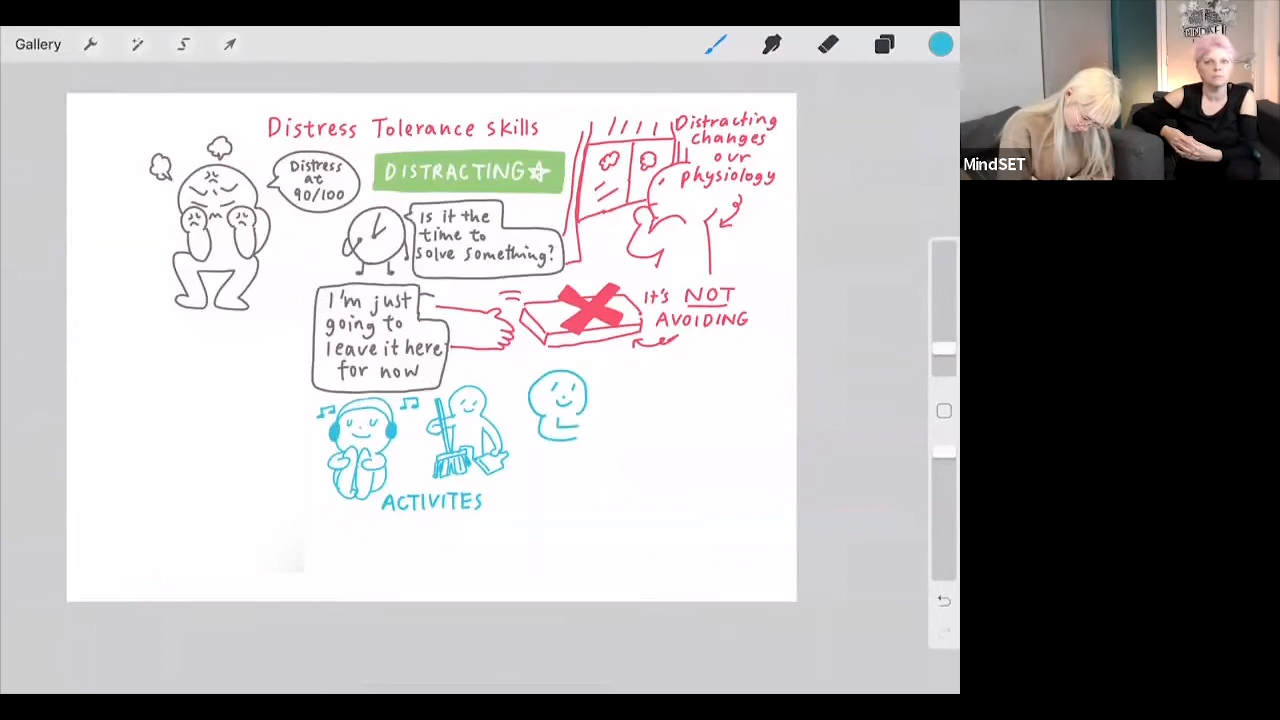 Gallery
Distress Tolerance skills
Distress
at
90/100
DISTRACTING
Is it the
time to
solve something?
Distracting
changes
our
physiology
I'm just
going to
leave it here
for now
It's NOT
AVOIDING
ACTIVITES
MindSET
MINDSET